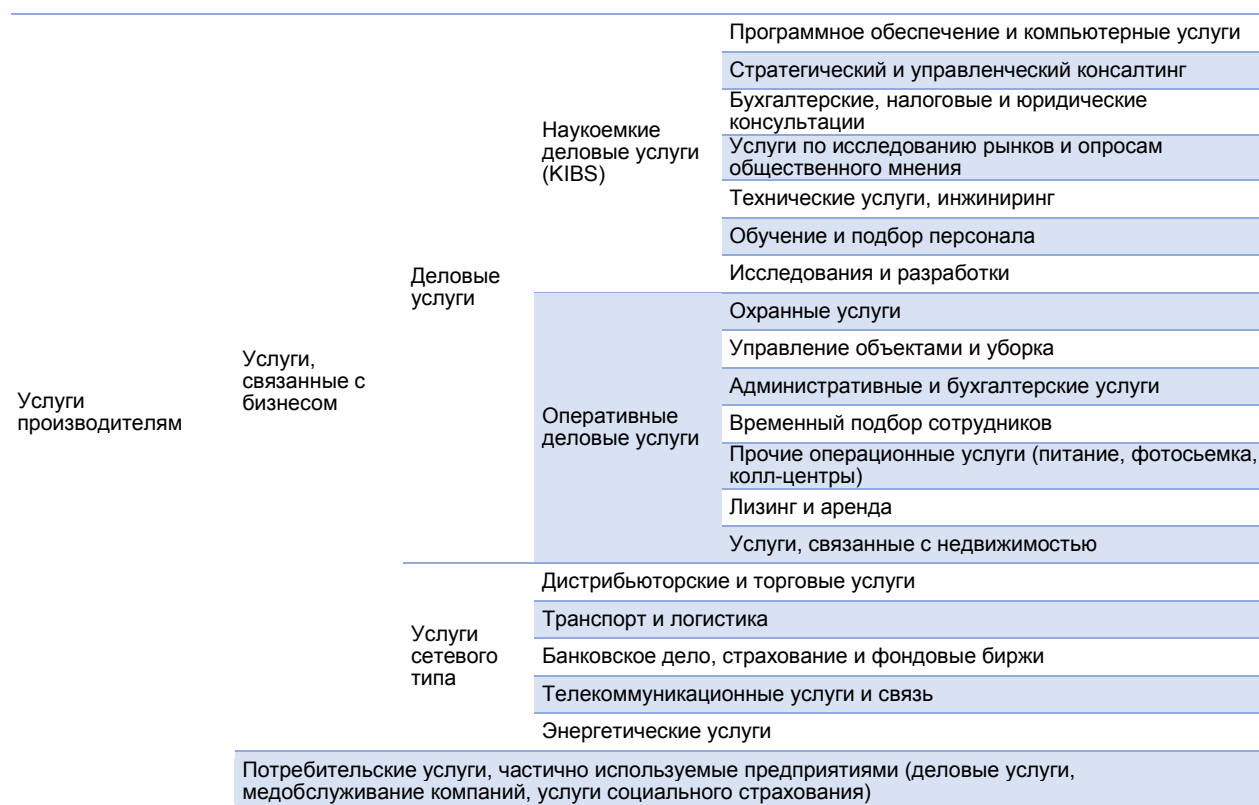 Услуги
производителям
Услуги,
связанные с
бизнесом
Деловые
услуги
Наукоемкие
деловые услуги
(KIBS)
Программное обеспечение и компьютерные услуги
Стратегический и управленческий консалтинг
Бухгалтерские, налоговые и юридические
консультации
Услуги по исследованию рынков и опросам
общественного мнения
Технические услуги, инжиниринг
Обучение и подбор персонала
Исследования и разработки
Оперативные
деловые услуги
Охранные услуги
Управление объектами и уборка
Административные и бухгалтерские услуги
Временный подбор сотрудников
Прочие операционные услуги (питание, фотосьемка,
колл-центры)
Лизинг и аренда
Услуги, связанные с недвижимостью
Услуги
сетевого
типа
Дистрибьюторские и торговые услуги
Транспорт и логистика
Банковское дело, страхование и фондовые биржи
Телекоммуникационные услуги и связь
Энергетические услуги
Потребительские услуги, частично используемые предприятиями (деловые услуги,
медобслуживание компаний, услуги социального страхования)